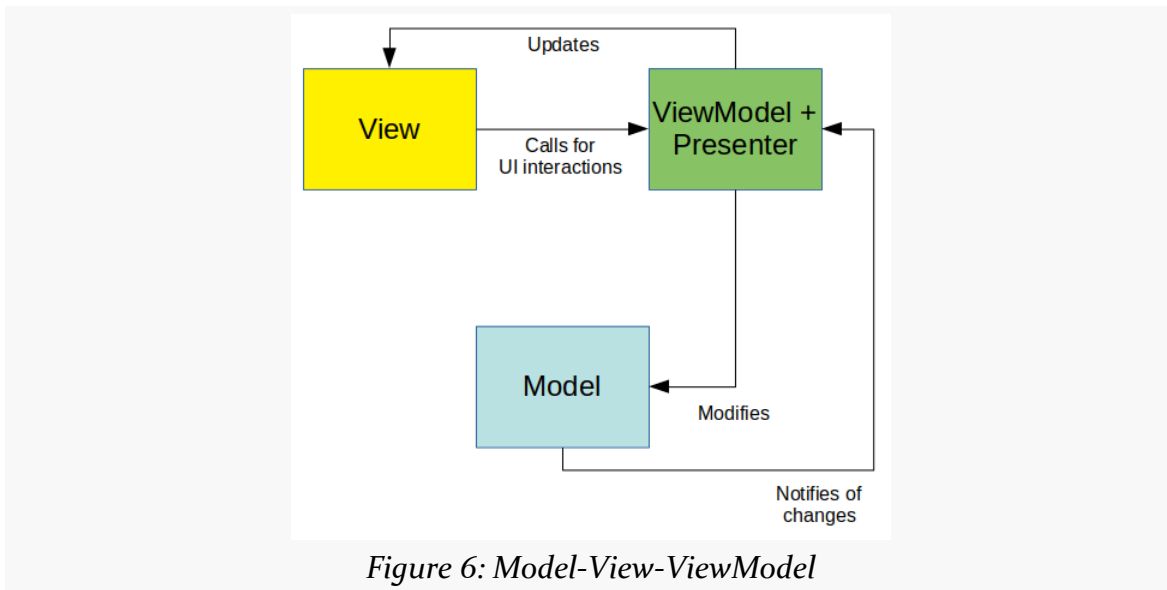 Updates
View
ViewModel +
Presenter
Calls for
UI interactions
Model
Modifies
Notifies of
changes
Figure 6: Model-View-ViewModel